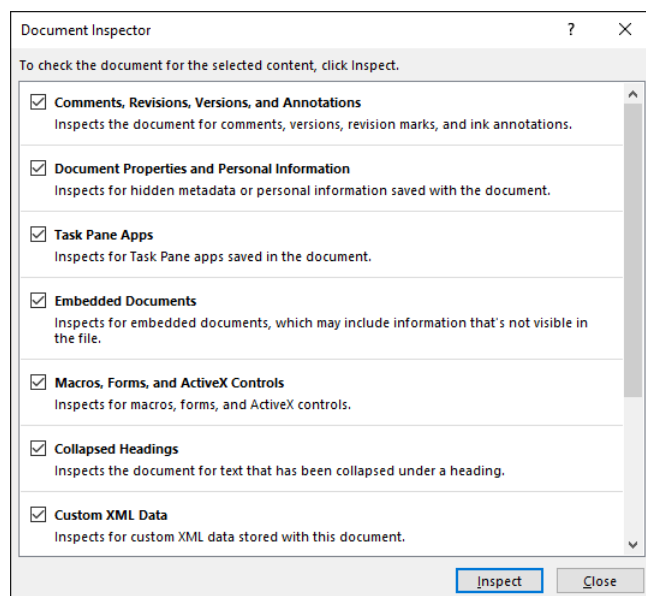 Document Inspector
?
To check the document for the selected content, click Inspect.
Comments, Revisions, Versions, and Annotations
Inspects the document for comments, versions, revision marks, and ink annotations.
Document Properties and Personal Information
Inspects for hidden metadata or personal information saved with the document.
Task Pane Apps
Inspects for Task Pane apps saved in the document.
Embedded Documents
Inspects for embedded documents, which may include information that's not visible in
the file.
Macros, Forms, and ActiveX Controls
Inspects for macros, forms, and ActiveX controls.
Collapsed Headings
Inspects the document for text that has been collapsed under a heading.
Custom XML Data
Inspects for custom XML data stored with this document.
Inspect Close